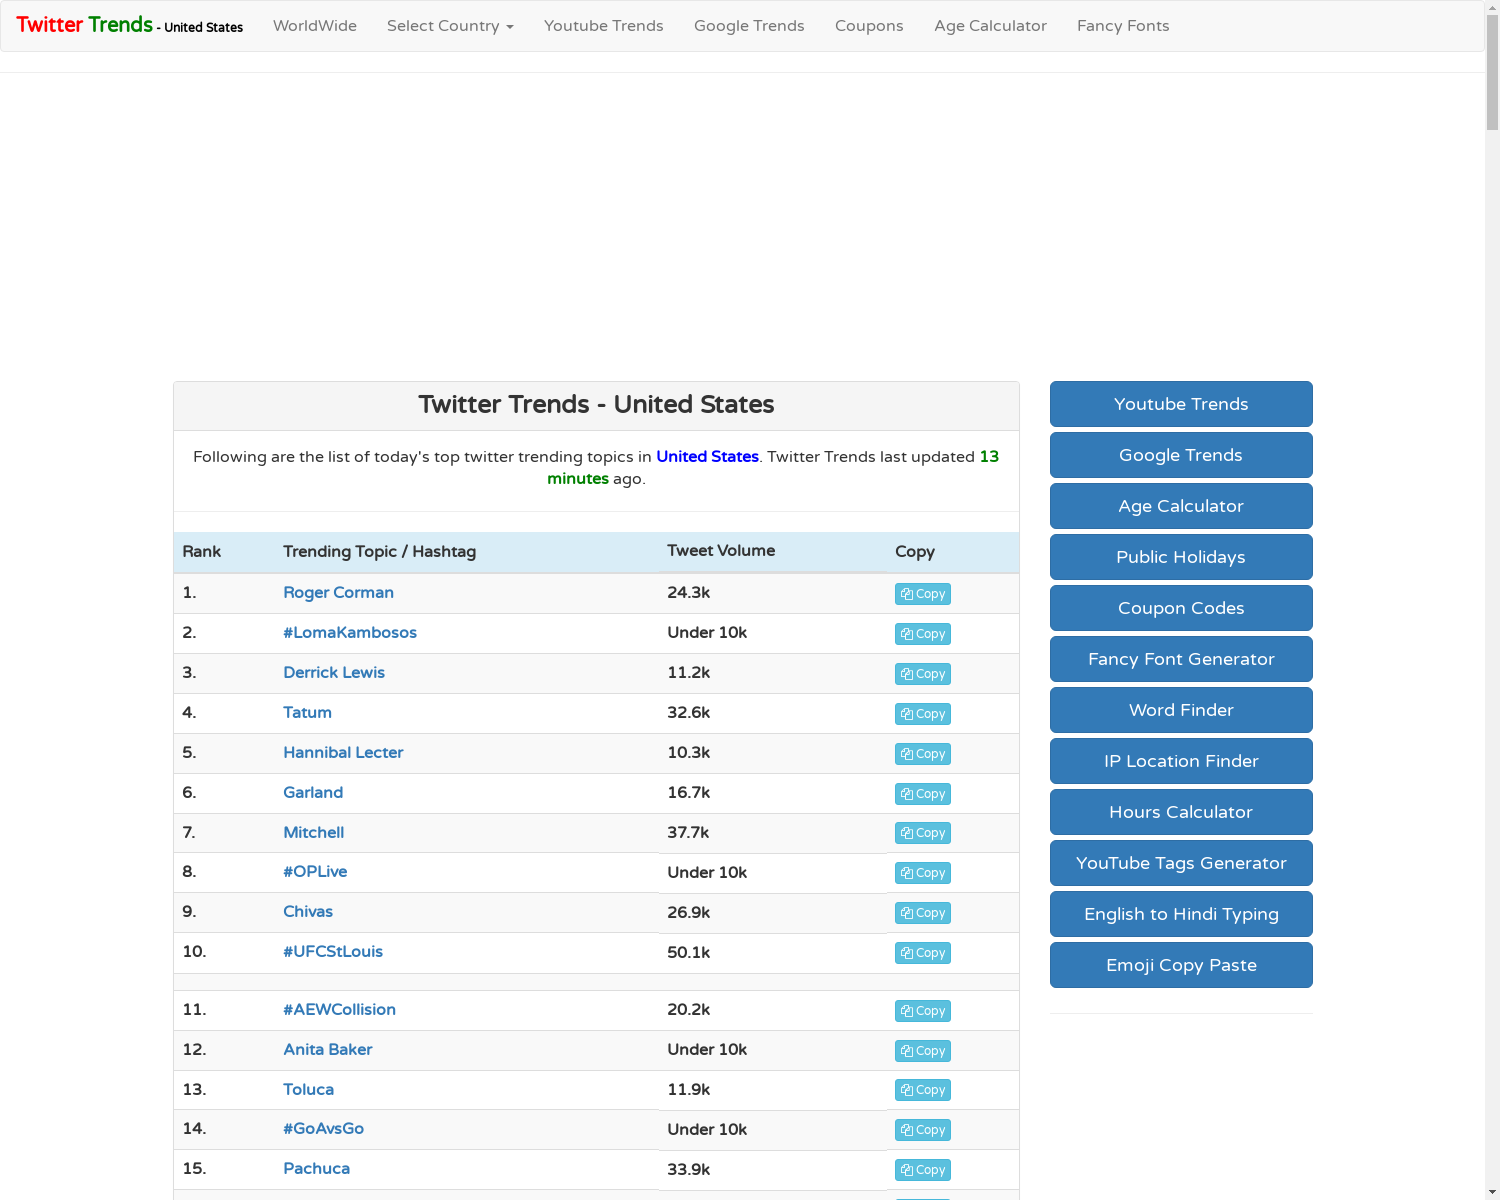 Twitter Trends - United States WorldWide Select Country Youtube Trends Google Trends Coupons Age Calculator Fancy Fonts
Twitter Trends - United States
Following are the list of today's top twitter trending topics in United States. Twitter Trends last updated 13
minutes ago.
Rank Trending Topic / Hashtag Tweet Volume Copy
1. Roger Corman 24.3k Copy
2. #LomaKambosos Under 10k Copy
3. Derrick Lewis 11.2k Copy
4. Tatum 32.6k Copy
5. Hannibal Lecter 10.3k Copy
6. Garland 16.7k Copy
7. Mitchell 37.7k Copy
8. #OPLive Under 10k Copy
9. Chivas 26.9k Copy
10. #UFCStLouis 50.1k Copy
11. #AEWCollision 20.2k Copy
12. Anita Baker Under 10k Copy
13. Toluca 11.9k Copy
14. #GoAvsGo Under 10k Copy
15. Pachuca 33.9k Copy
Youtube Trends
Google Trends
Age Calculator
Public Holidays
Coupon Codes
Fancy Font Generator
Word Finder
IP Location Finder
Hours Calculator
YouTube Tags Generator
English to Hindi Typing
Emoji Copy Paste